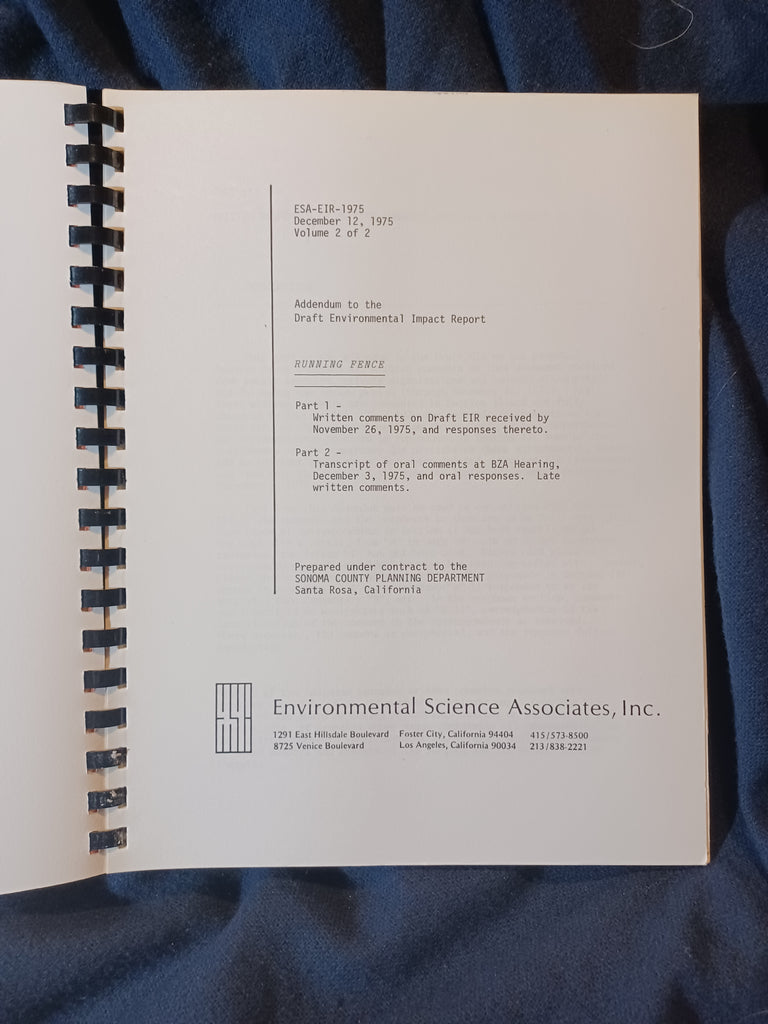 ESA-EIR-1975
December 12, 1975
Volume 2 of 2
Addendum to the
Draft Environmental Impact Report
RUNNING FENCE
Part 1 -
Written comments on Draft EIR received by
November 26, 1975, and responses thereto.
Part 2 -
Transcript of oral comments at BZA Hearing,
December 3, 1975, and oral responses. Late
written comments.
Prepared under contract to the
SONOMA COUNTY PLANNING DEPARTMENT
Santa Rosa, California
ESA
Environmental Science Associates, Inc.
1291 East Hillsdale Boulevard Foster City, California 94404 415/573-8500
8725 Venice Boulevard Los Angeles, California 90034 213/838-2221